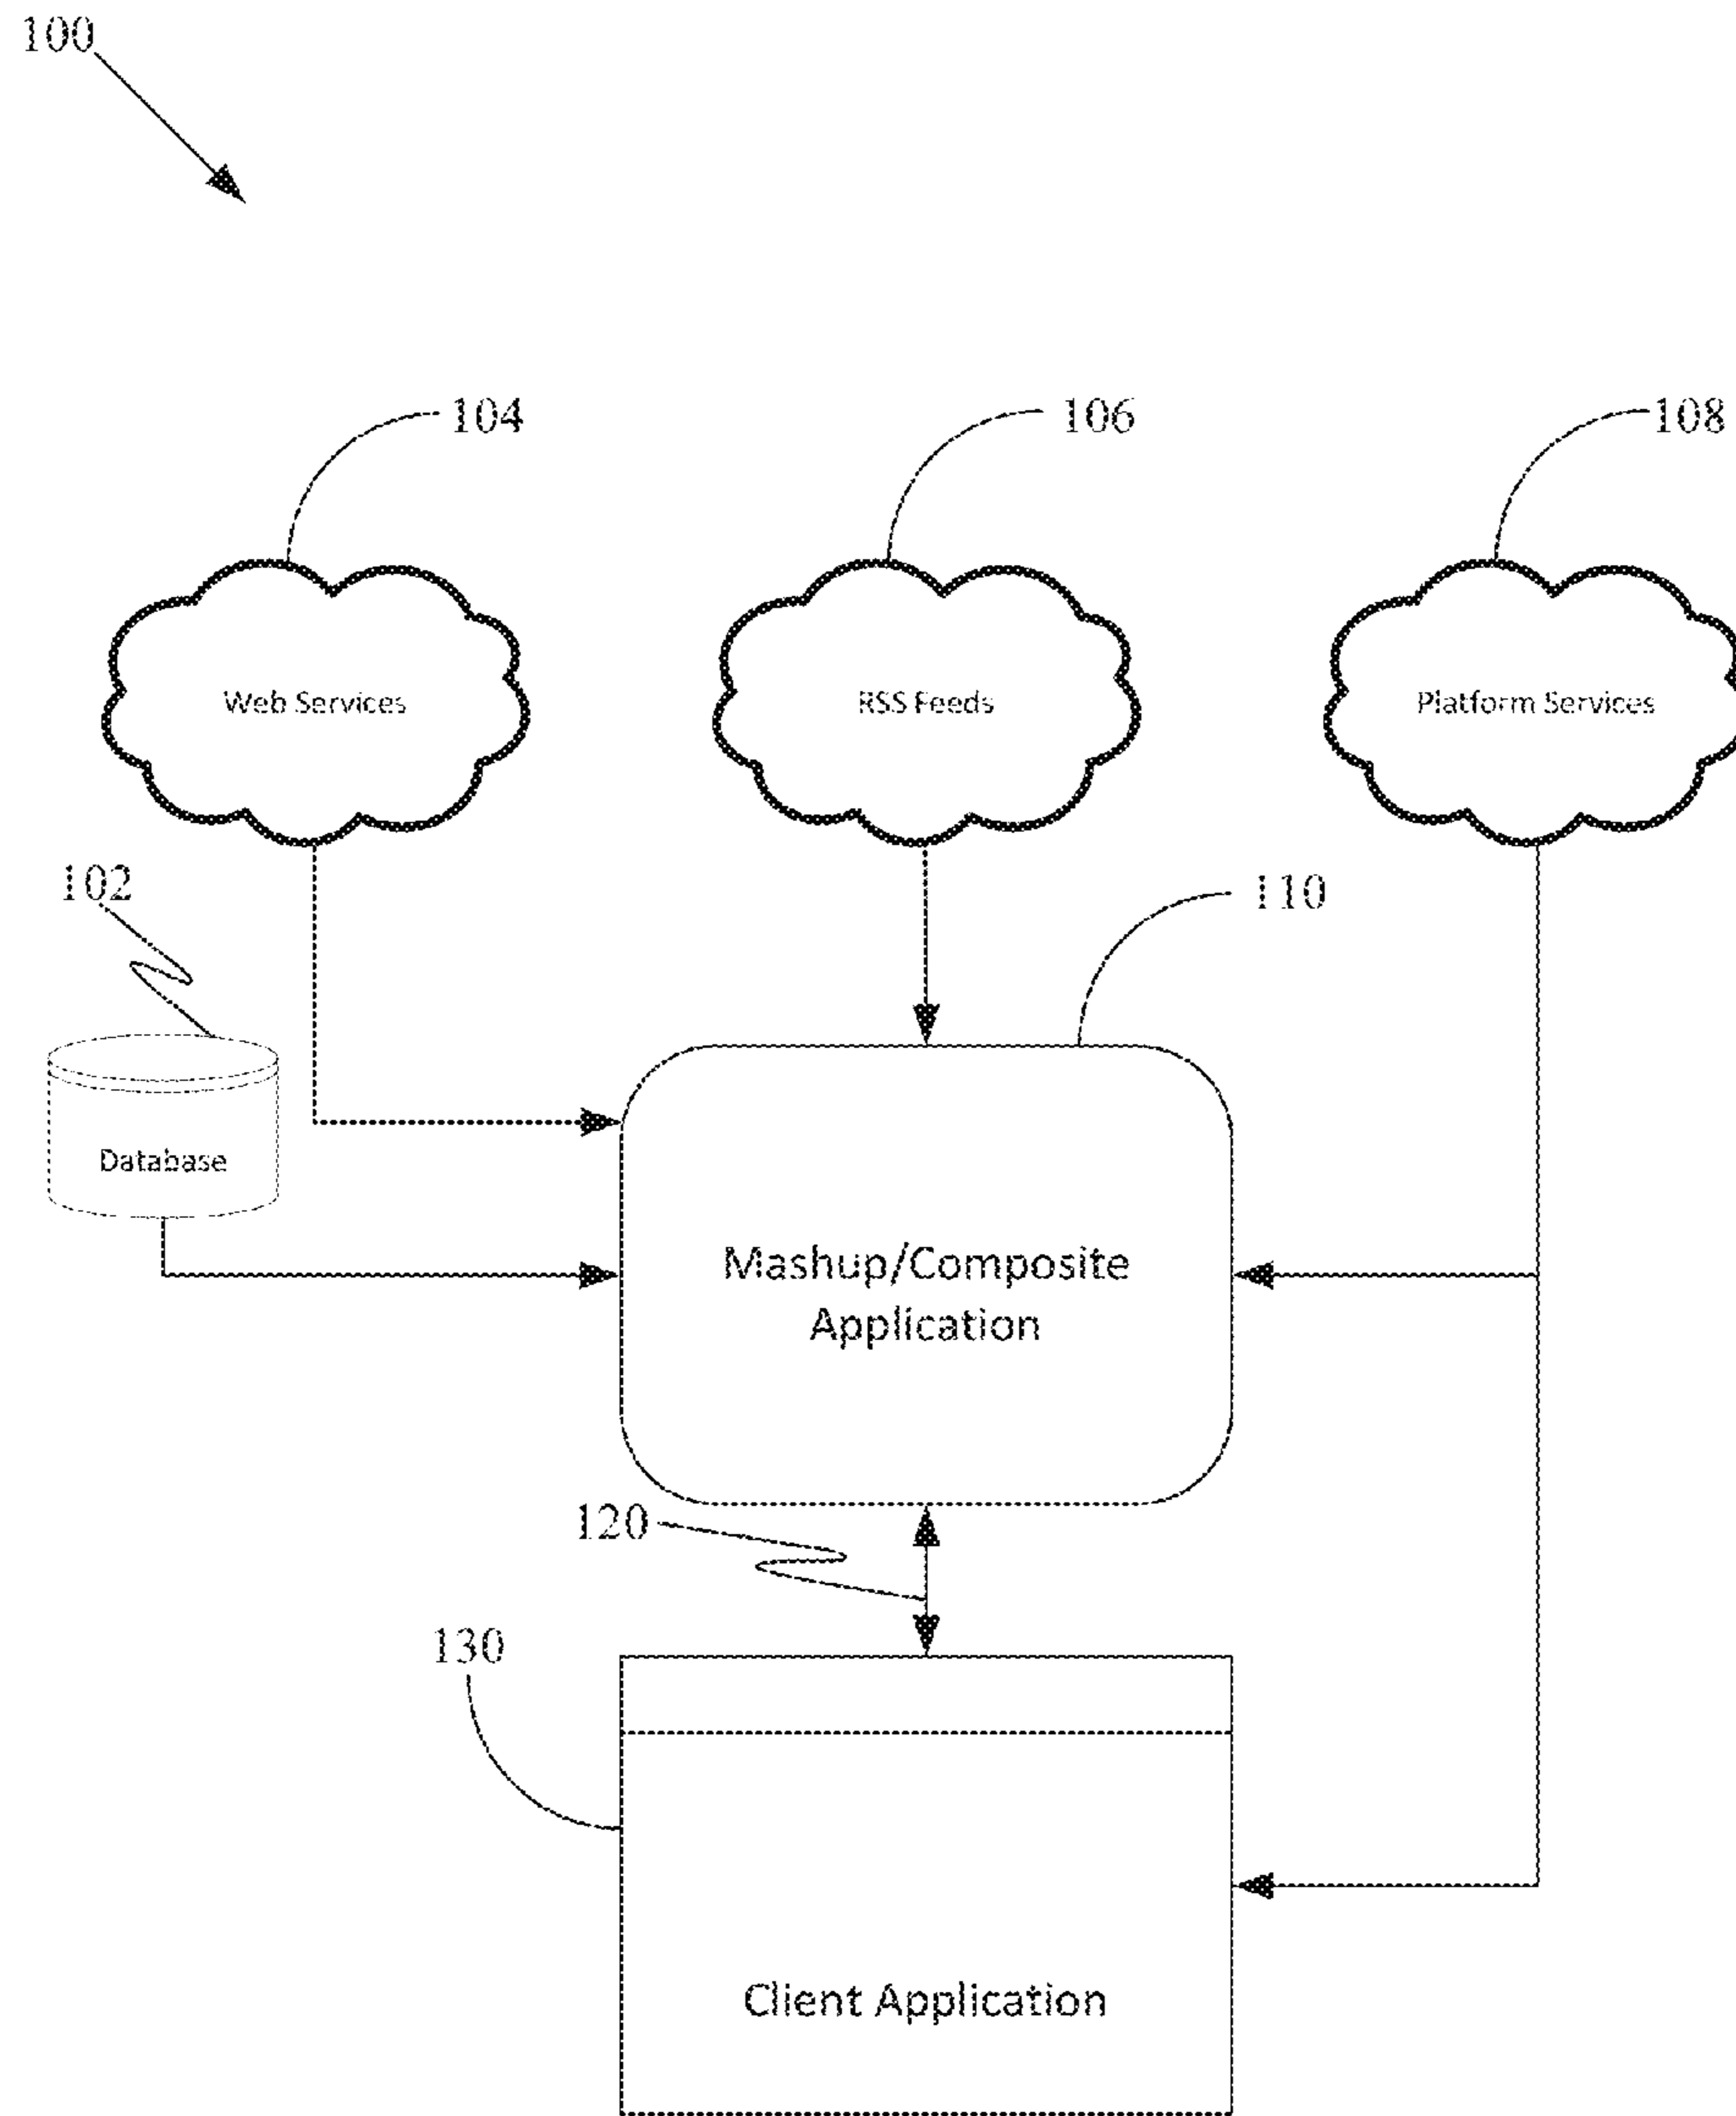 100
104
106
108
Web Services
RSS Feeds
Platform Services
102
110
Database
Mashup/Composite
Application
120
130
Client Application